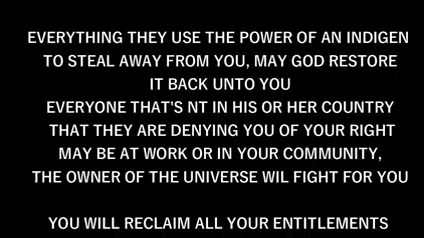 EVERYTHING THEY USE THE POWER OF AN INDIGEN
TO STEAL AWAY FROM YOU, MAY GOD RESTORE
IT BACK UNTO YOU
EVERYONE THAT'S NT IN HIS OR HER COUNTRY
THAT THEY ARE DENYING YOU OF YOUR RIGHT
MAY BE AT WORK OR IN YOUR COMMUNITY,
THE OWNER OF THE UNIVERSE WIL FIGHT FOR YOU
YOU WILL RECLAIM ALL YOUR ENTITLEMENTS